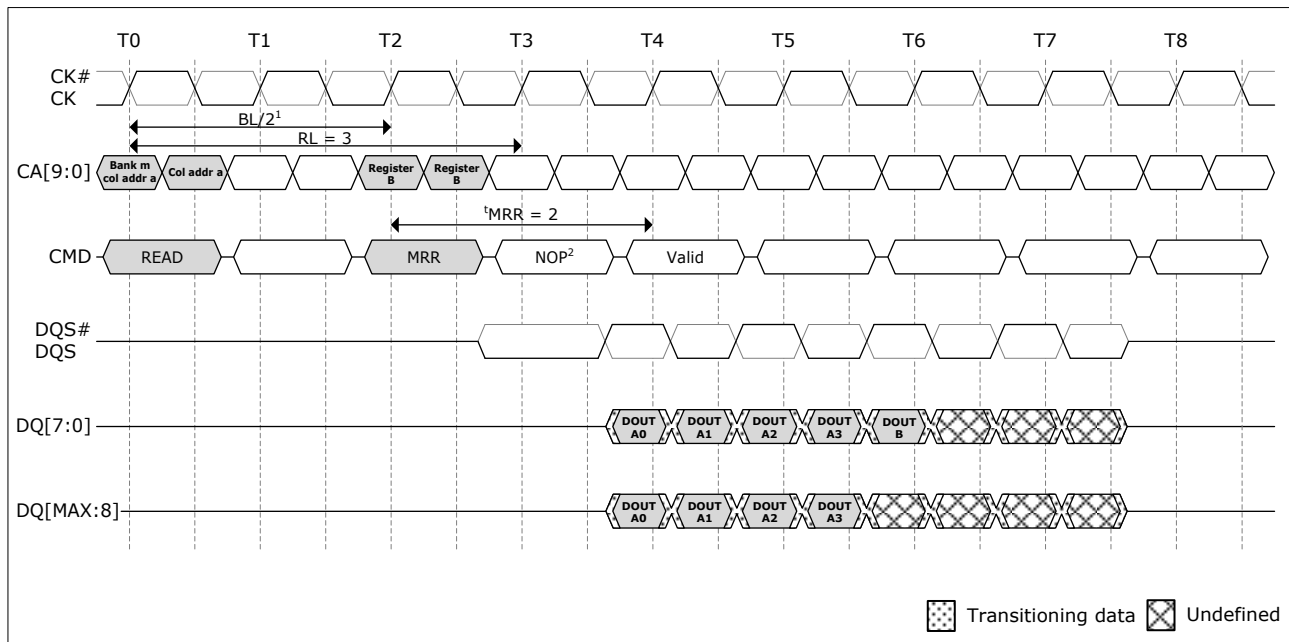 T0 T1 T2 T3 T4 T5 T6 T7 T8
CK#
CK
BL/2¹
RL = 3
CA[9:0]
Bank m
col addr a
Col addr a
Register
B
Register
B
ᵗMRR = 2
CMD
READ
MRR
NOP²
Valid
DQS#
DQS
DQ[7:0]
DOUT
A0
DOUT
A1
DOUT
A2
DOUT
A3
DOUT
B
DQ[MAX:8]
DOUT
A0
DOUT
A1
DOUT
A2
DOUT
A3
Transitioning data
Undefined